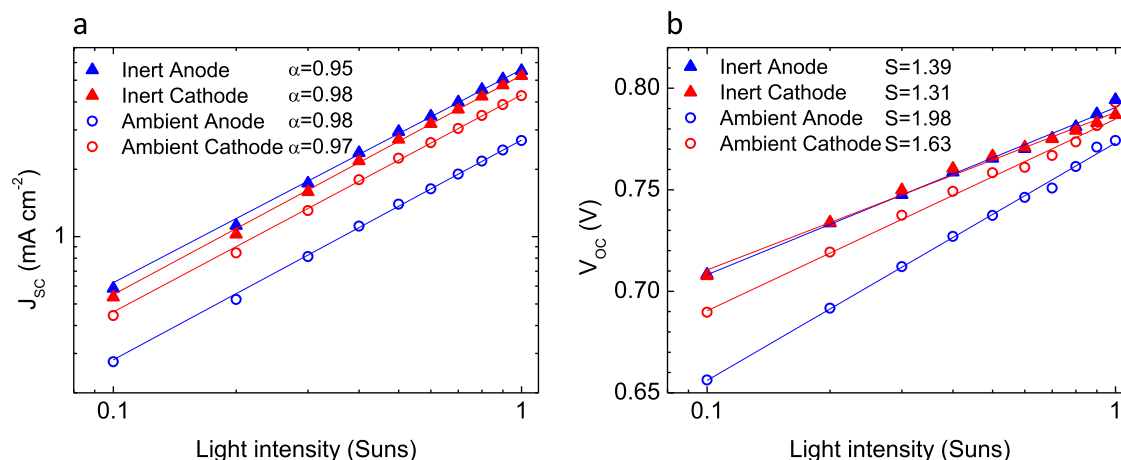 a
Inert Anode α=0.95
Inert Cathode α=0.98
Ambient Anode α=0.98
Ambient Cathode α=0.97
J_SC (mA cm⁻²)
1
0.1
1
Light intensity (Suns)
b
Inert Anode S=1.39
Inert Cathode S=1.31
Ambient Anode S=1.98
Ambient Cathode S=1.63
V_OC (V)
0.80
0.75
0.70
0.65
0.1
1
Light intensity (Suns)